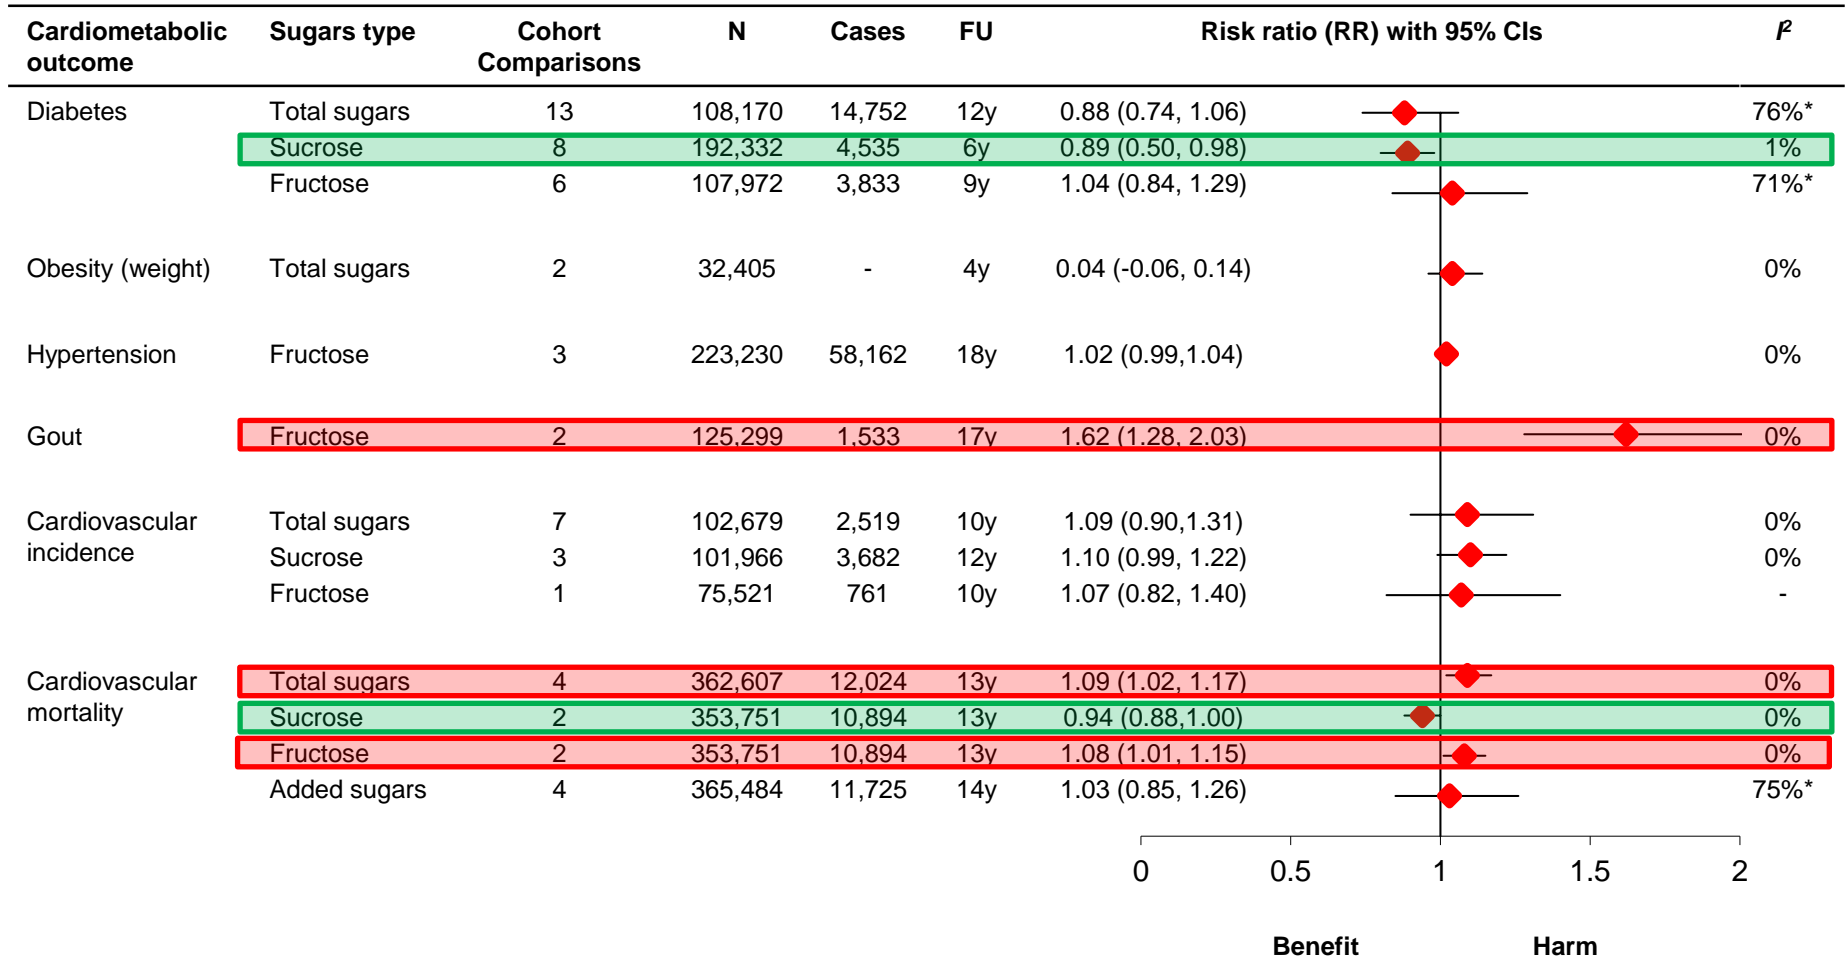 Cardiometabolic outcome Sugars type Cohort Comparisons N Cases FU Risk ratio (RR) with 95% CIs I²
Diabetes Total sugars 13 108,170 14,752 12y 0.88 (0.74, 1.06) 76%*
Sucrose 8 192,332 4,535 6y 0.89 (0.50, 0.98) 1%
Fructose 6 107,972 3,833 9y 1.04 (0.84, 1.29) 71%*
Obesity (weight) Total sugars 2 32,405 - 4y 0.04 (-0.06, 0.14) 0%
Hypertension Fructose 3 223,230 58,162 18y 1.02 (0.99,1.04) 0%
Gout Fructose 2 125,299 1,533 17y 1.62 (1.28, 2.03) 0%
Cardiovascular incidence Total sugars 7 102,679 2,519 10y 1.09 (0.90,1.31) 0%
Sucrose 3 101,966 3,682 12y 1.10 (0.99, 1.22) 0%
Fructose 1 75,521 761 10y 1.07 (0.82, 1.40) -
Cardiovascular mortality Total sugars 4 362,607 12,024 13y 1.09 (1.02, 1.17) 0%
Sucrose 2 353,751 10,894 13y 0.94 (0.88,1.00) 0%
Fructose 2 353,751 10,894 13y 1.08 (1.01, 1.15) 0%
Added sugars 4 365,484 11,725 14y 1.03 (0.85, 1.26) 75%*
0 0.5 1 1.5 2
Benefit Harm